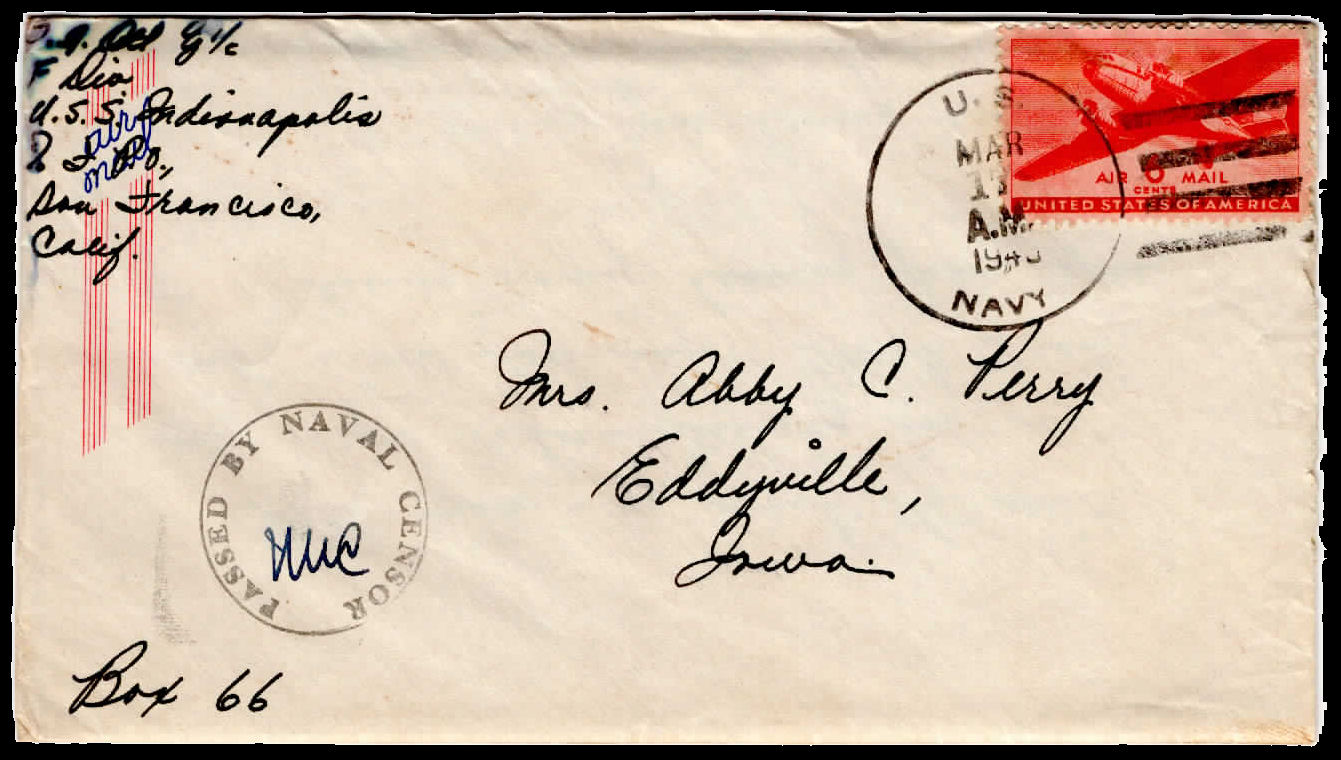 F Div
U.S.S. Indianapolis
air
mail
San Francisco,
Calif.
U. S.
MAR
A.M.
NAVY
AIR 6 MAIL
CENTS
UNITED STATES OF AMERICA
Mrs. Abby C. Perry
Eddyville,
Iowa.
PASSED BY NAVAL CENSOR
Box 66